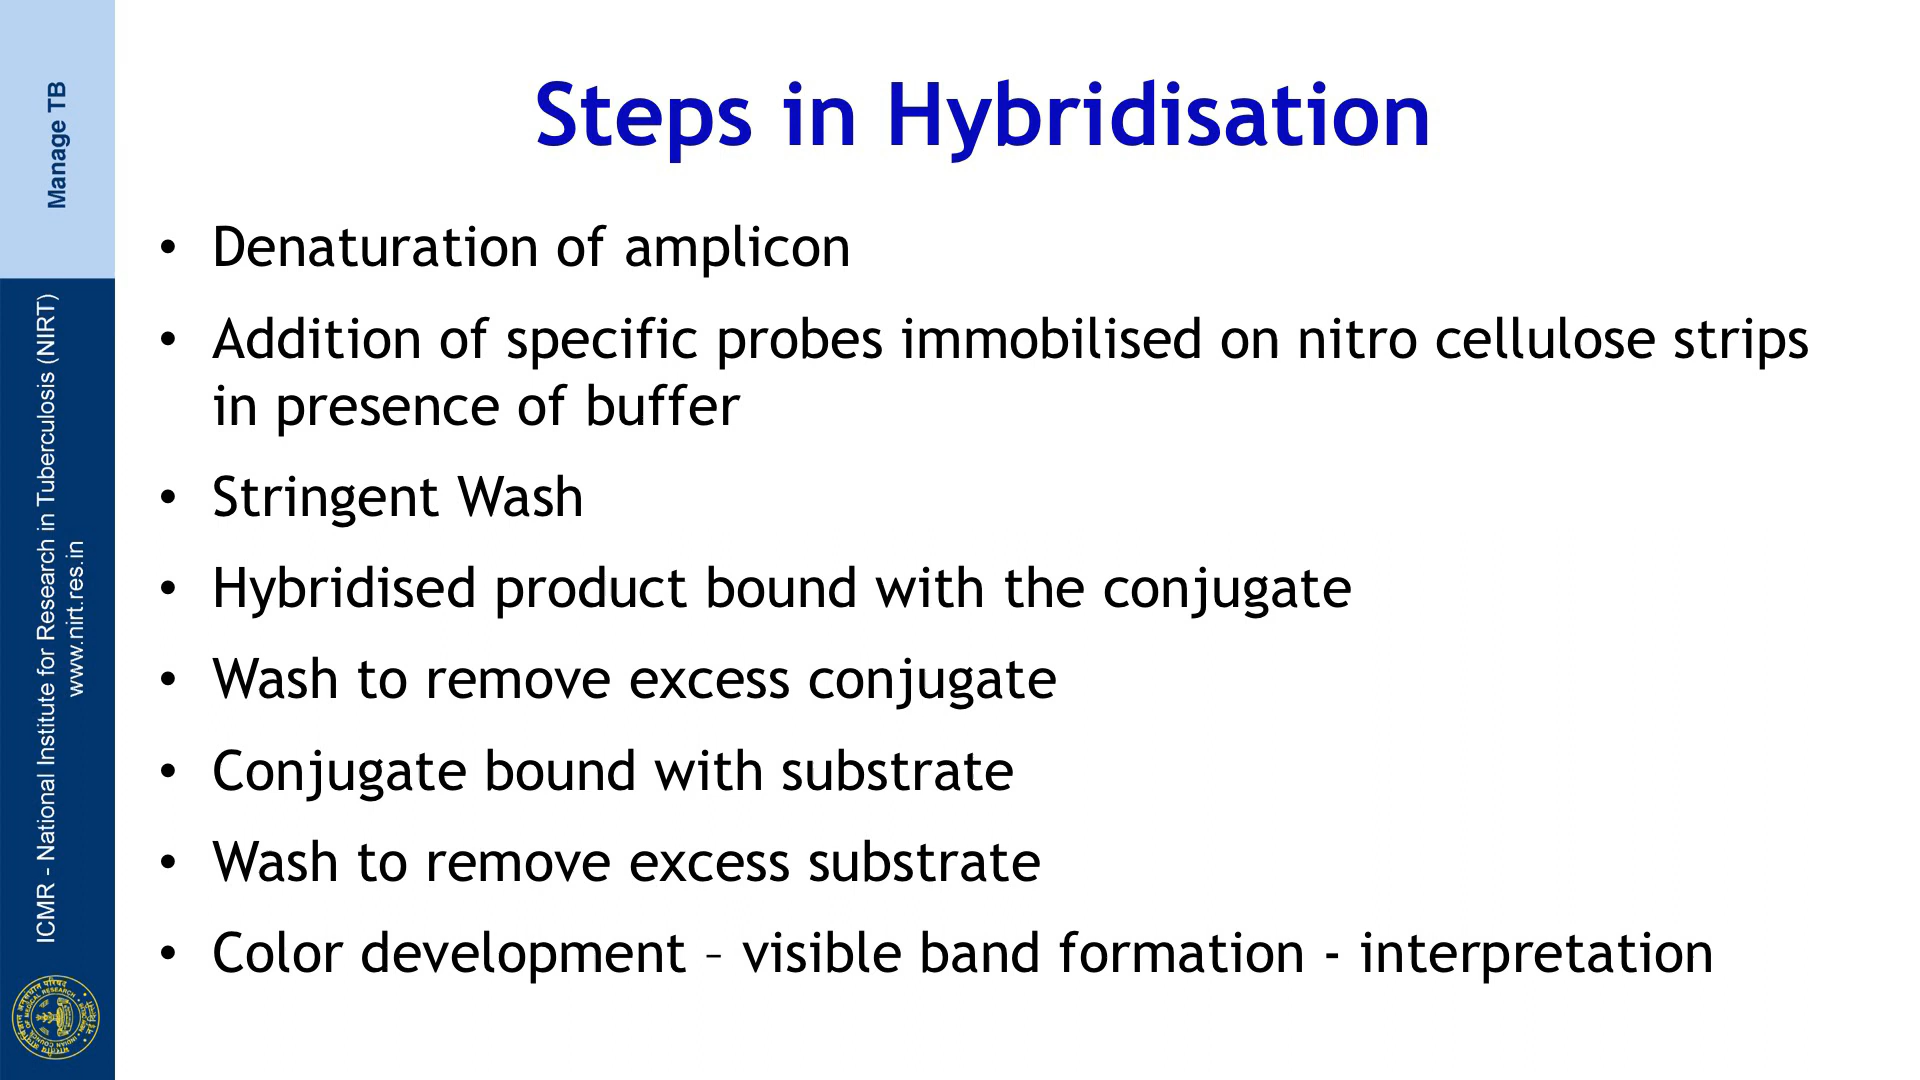 Manage TB
ICMR - National Institute for Research in Tuberculosis (NIRT)
www.nirt.res.in
Steps in Hybridisation
• Denaturation of amplicon
• Addition of specific probes immobilised on nitro cellulose strips
in presence of buffer
• Stringent Wash
• Hybridised product bound with the conjugate
• Wash to remove excess conjugate
• Conjugate bound with substrate
• Wash to remove excess substrate
• Color development – visible band formation - interpretation